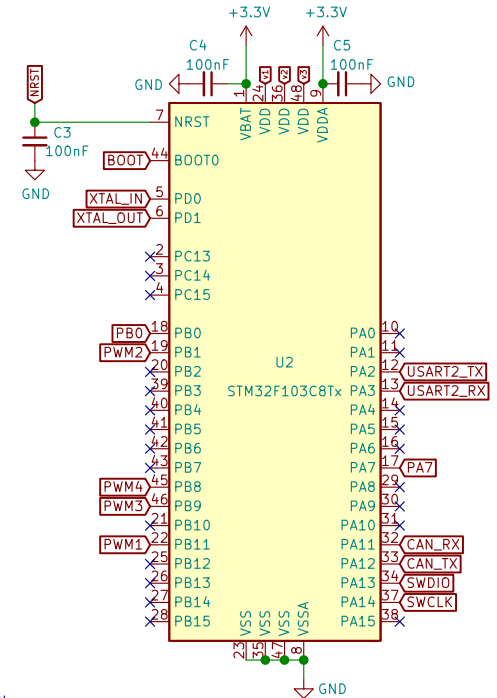 +3.3V +3.3V
C4 C5
100nF 100nF
GND GND
v1 v2 v3
1 24 36 48 9
VBAT VDD VDD VDD VDDA
NRST
7 NRST
C3
100nF
GND
BOOT 44 BOOT0
XTAL_IN 5 PD0
XTAL_OUT 6 PD1
2 PC13
3 PC14
4 PC15
PB0 18 PB0 PA0 10
PWM2 19 PB1 PA1 11
20 PB2 PA2 12 USART2_TX
39 PB3 PA3 13 USART2_RX
40 PB4 PA4 14
41 PB5 PA5 15
42 PB6 PA6 16
43 PB7 PA7 17 PA7
PWM4 45 PB8 PA8 29
PWM3 46 PB9 PA9 30
21 PB10 PA10 31
PWM1 22 PB11 PA11 32 CAN_RX
25 PB12 PA12 33 CAN_TX
26 PB13 PA13 34 SWDIO
27 PB14 PA14 37 SWCLK
28 PB15 PA15 38
U2
STM32F103C8Tx
VSS VSS VSS VSSA
23 35 47 8
GND